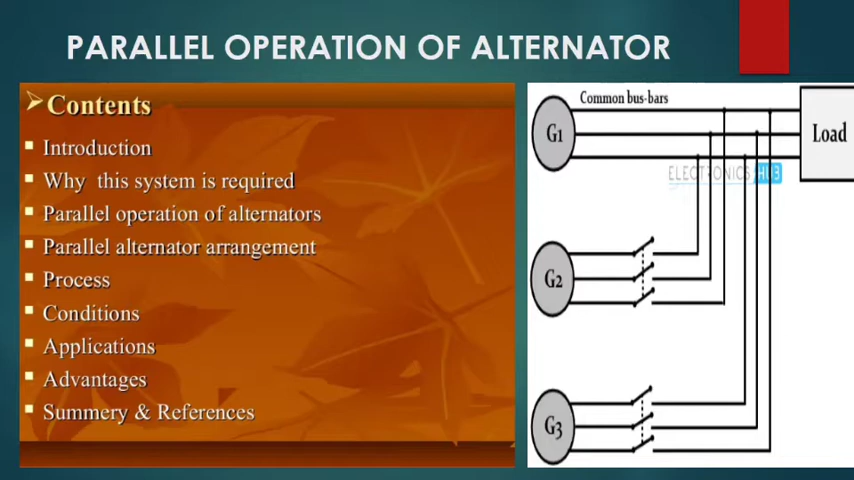 PARALLEL OPERATION OF ALTERNATOR
Contents
Introduction
Why this system is required
Parallel operation of alternators
Parallel alternator arrangement
Process
Conditions
Applications
Advantages
Summery & References
Common bus-bars
G1
Load
ELECTRONICS HUB
G2
G3